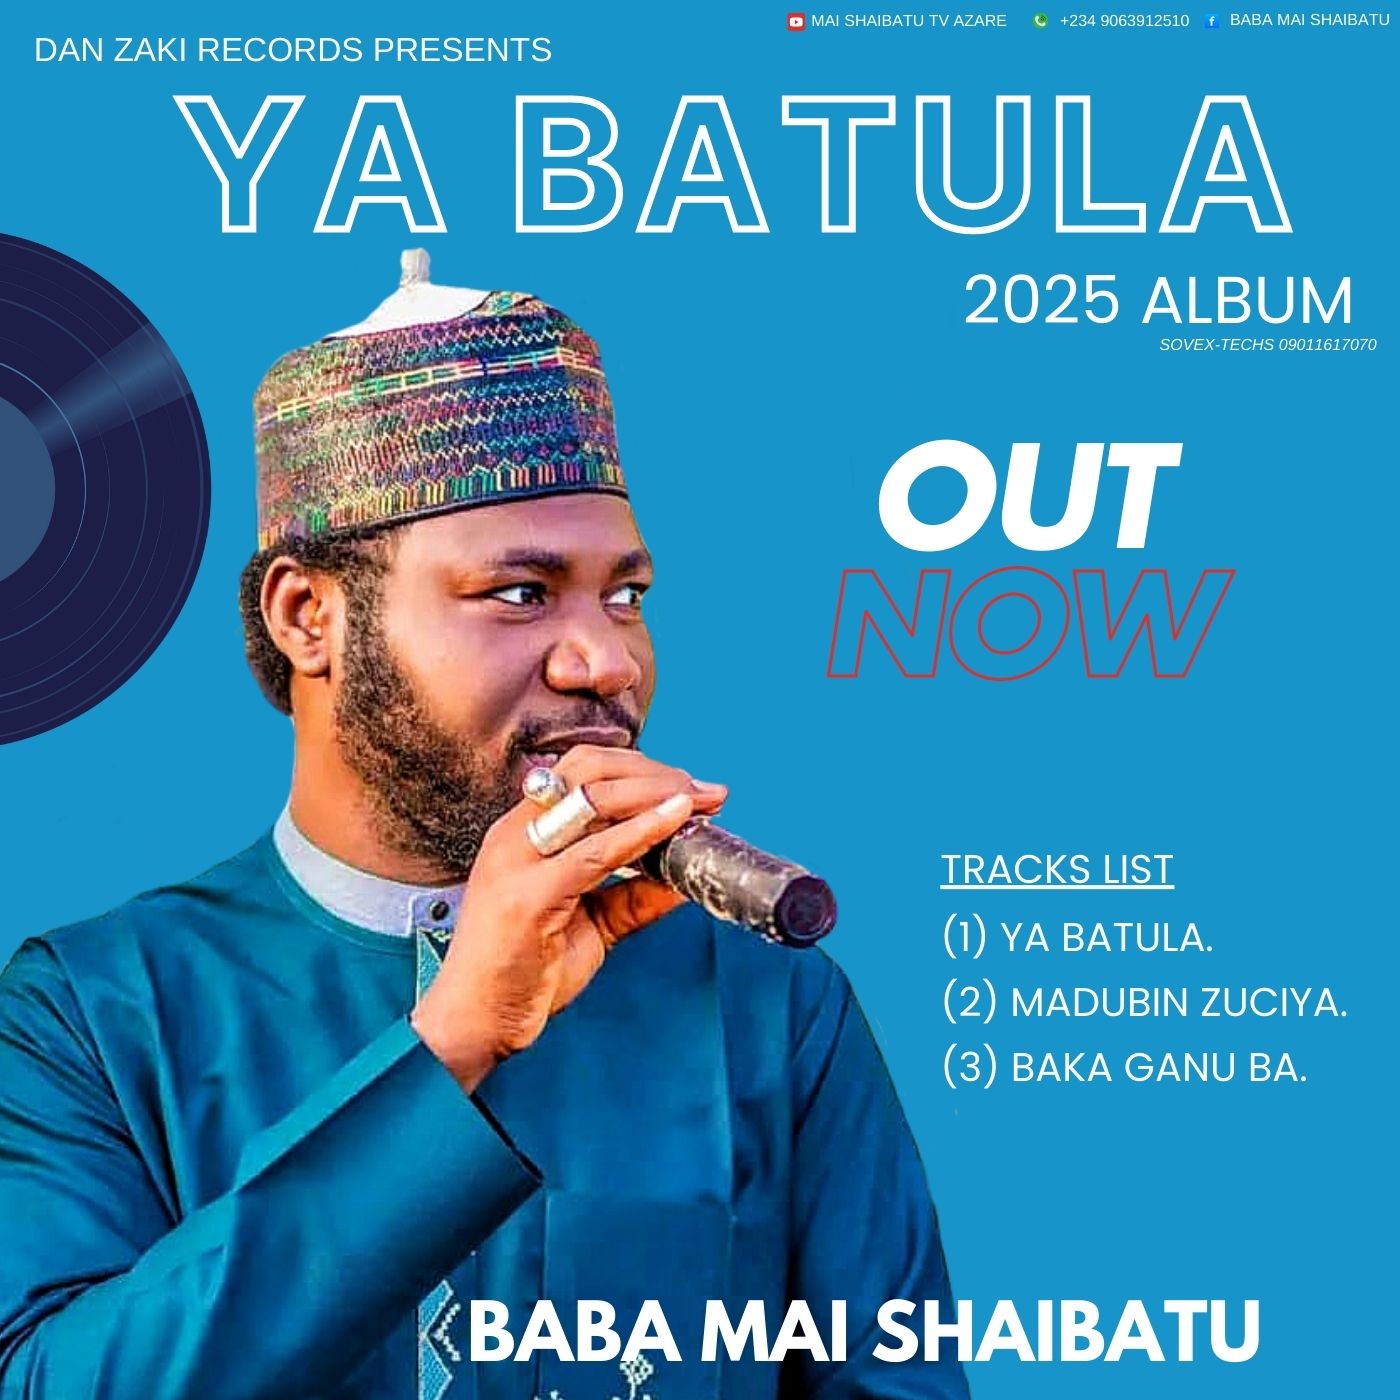 MAI SHAIBATU TV AZARE +234 9063912510 BABA MAI SHAIBATU
DAN ZAKI RECORDS PRESENTS
YA BATULA
2025 ALBUM
SOVEX-TECHS 09011617070
OUT
NOW
TRACKS LIST
(1) YA BATULA.
(2) MADUBIN ZUCIYA.
(3) BAKA GANU BA.
BABA MAI SHAIBATU